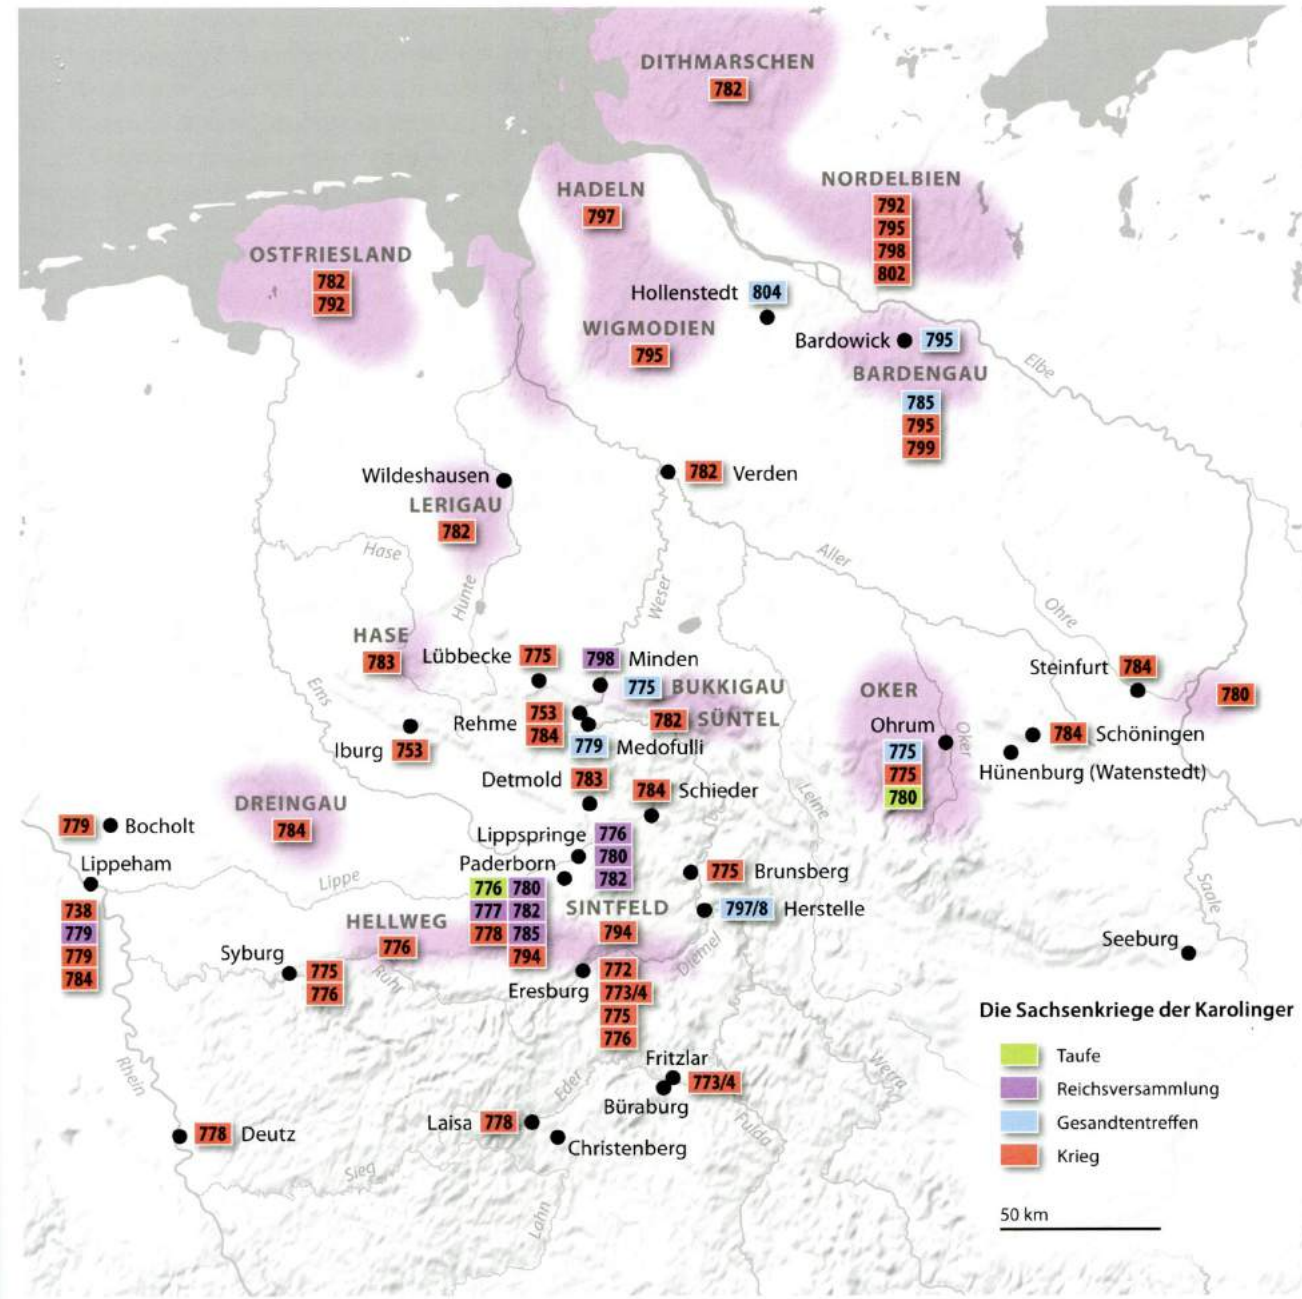 DITHMARSCHEN
782
HADELN
797
NORDELBIEN
792
795
798
802
OSTFRIESLAND
782
792
Hollenstedt 804
WIGMODIEN
795
Bardowick 795
BARDENGAU
785
795
799
Elbe
Wildeshausen
LERIGAU
782
782 Verden
Hase
Hunte
Weser
Aller
Ohre
HASE
783
Lübbecke 775
798 Minden
775 BUKKIGAU
782 SÜNTEL
Rehme 753
784
779 Medofulli
Ems
Iburg 753
OKER
Ohrum
775
775
780
Oker
Steinfurt 784
780
784 Schöningen
Hünenburg (Watenstedt)
Detmold 783
784 Schieder
Leine
DREINGAU
784
779 Bocholt
Lippeham
738
779
779
784
Lippe
Lippspringe 776
780
782
Paderborn
776 780
777 782
778 785
794
Brunsberg
775
797/8 Herstelle
SINTFELD
794
HELLWEG
776
Diemel
Saale
Seeburg
Syburg
775
776
Ruhr
Eresburg
772
773/4
775
776
Fritzlar
773/4
Büraburg
Rhein
Eder
Werra
Fulda
Laisa 778
Christenberg
778 Deutz
Sieg
Lahn
Die Sachsenkriege der Karolinger
Taufe
Reichsversammlung
Gesandtentreffen
Krieg
50 km